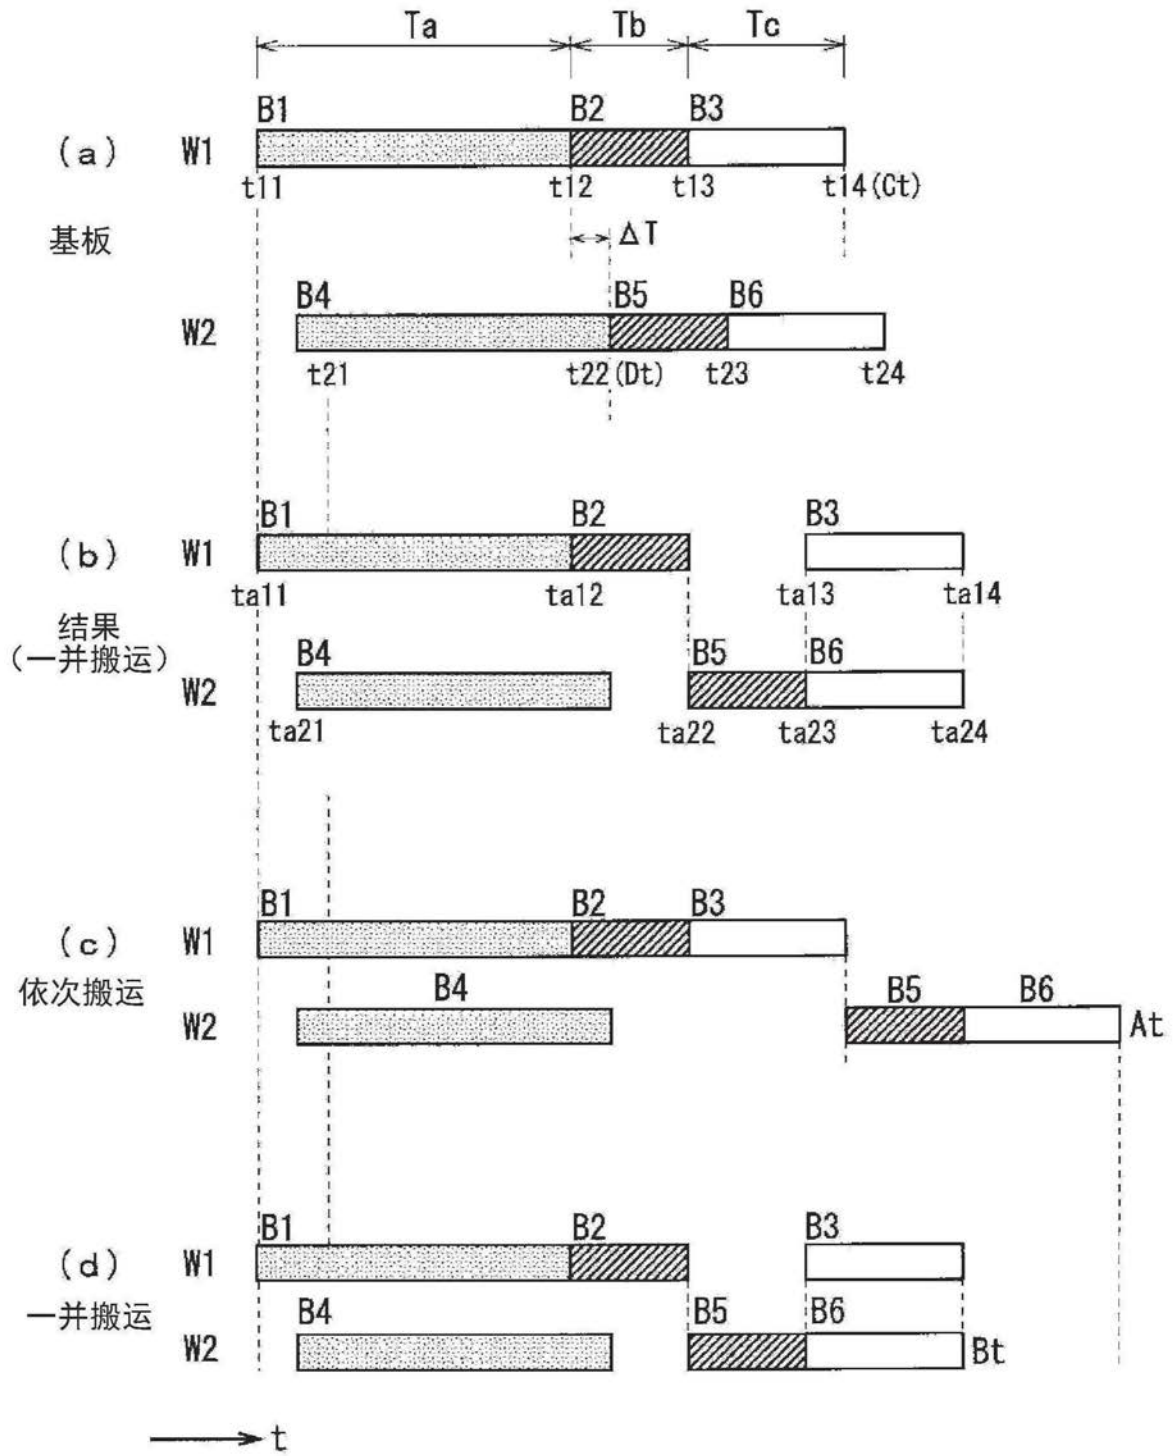 Ta Tb Tc
B1 B2 B3
(a) W1
t11 t12 t13 t14(Ct)
基板
ΔT
B4 B5 B6
W2
t21 t22(Dt) t23 t24
B1 B2 B3
(b) W1
ta11 ta12 ta13 ta14
结果
(一并搬运)
B4 B5 B6
W2
ta21 ta22 ta23 ta24
B1 B2 B3
(c) W1
依次搬运
B4 B5 B6
W2 At
B1 B2 B3
(d) W1
一并搬运
B4 B5 B6
W2 Bt
t